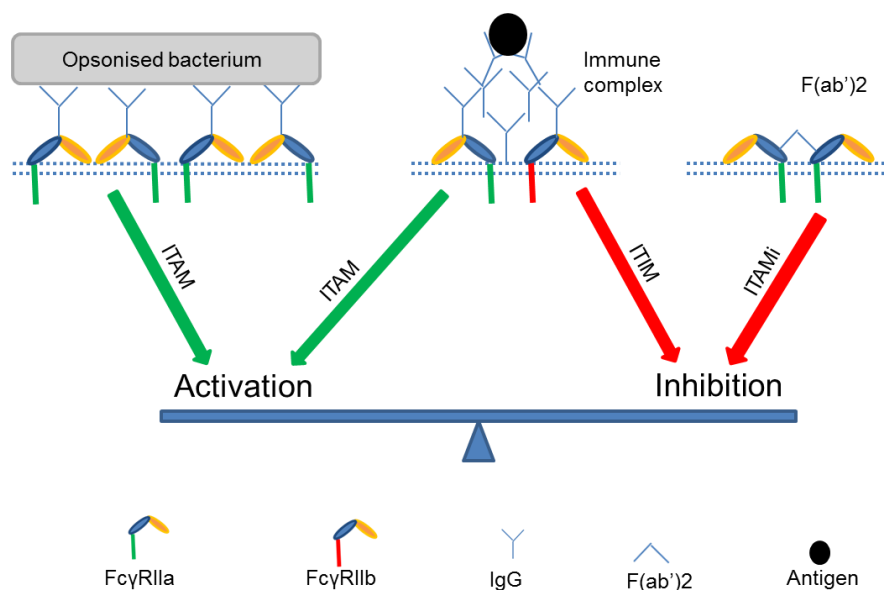 Opsonised bacterium
Immune
complex
F(ab’)2
ITAM
ITAM
ITIM
ITAMi
Activation
Inhibition
FcγRIIa
FcγRIIb
IgG
F(ab’)2
Antigen